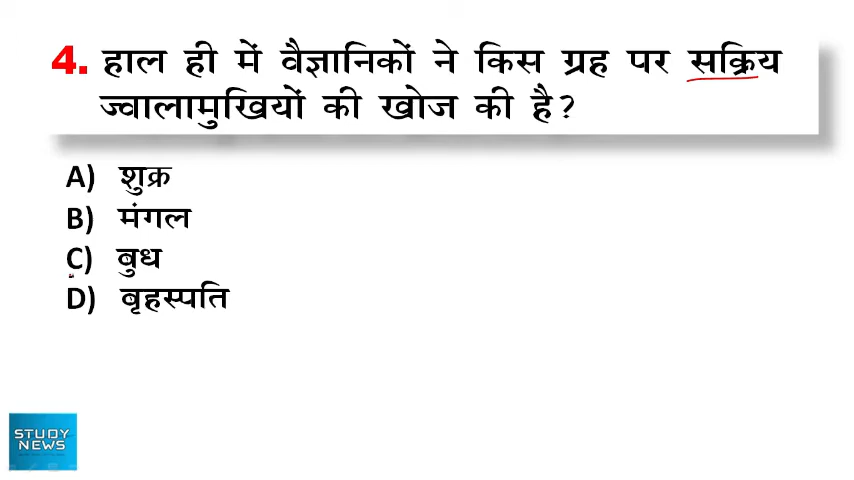 4. हाल ही में वैज्ञानिकों ने किस ग्रह पर सक्रिय
ज्वालामुखियों की खोज की है?
A) शुक्र
B) मंगल
C) बुध
D) बृहस्पति
STUDY
NEWS